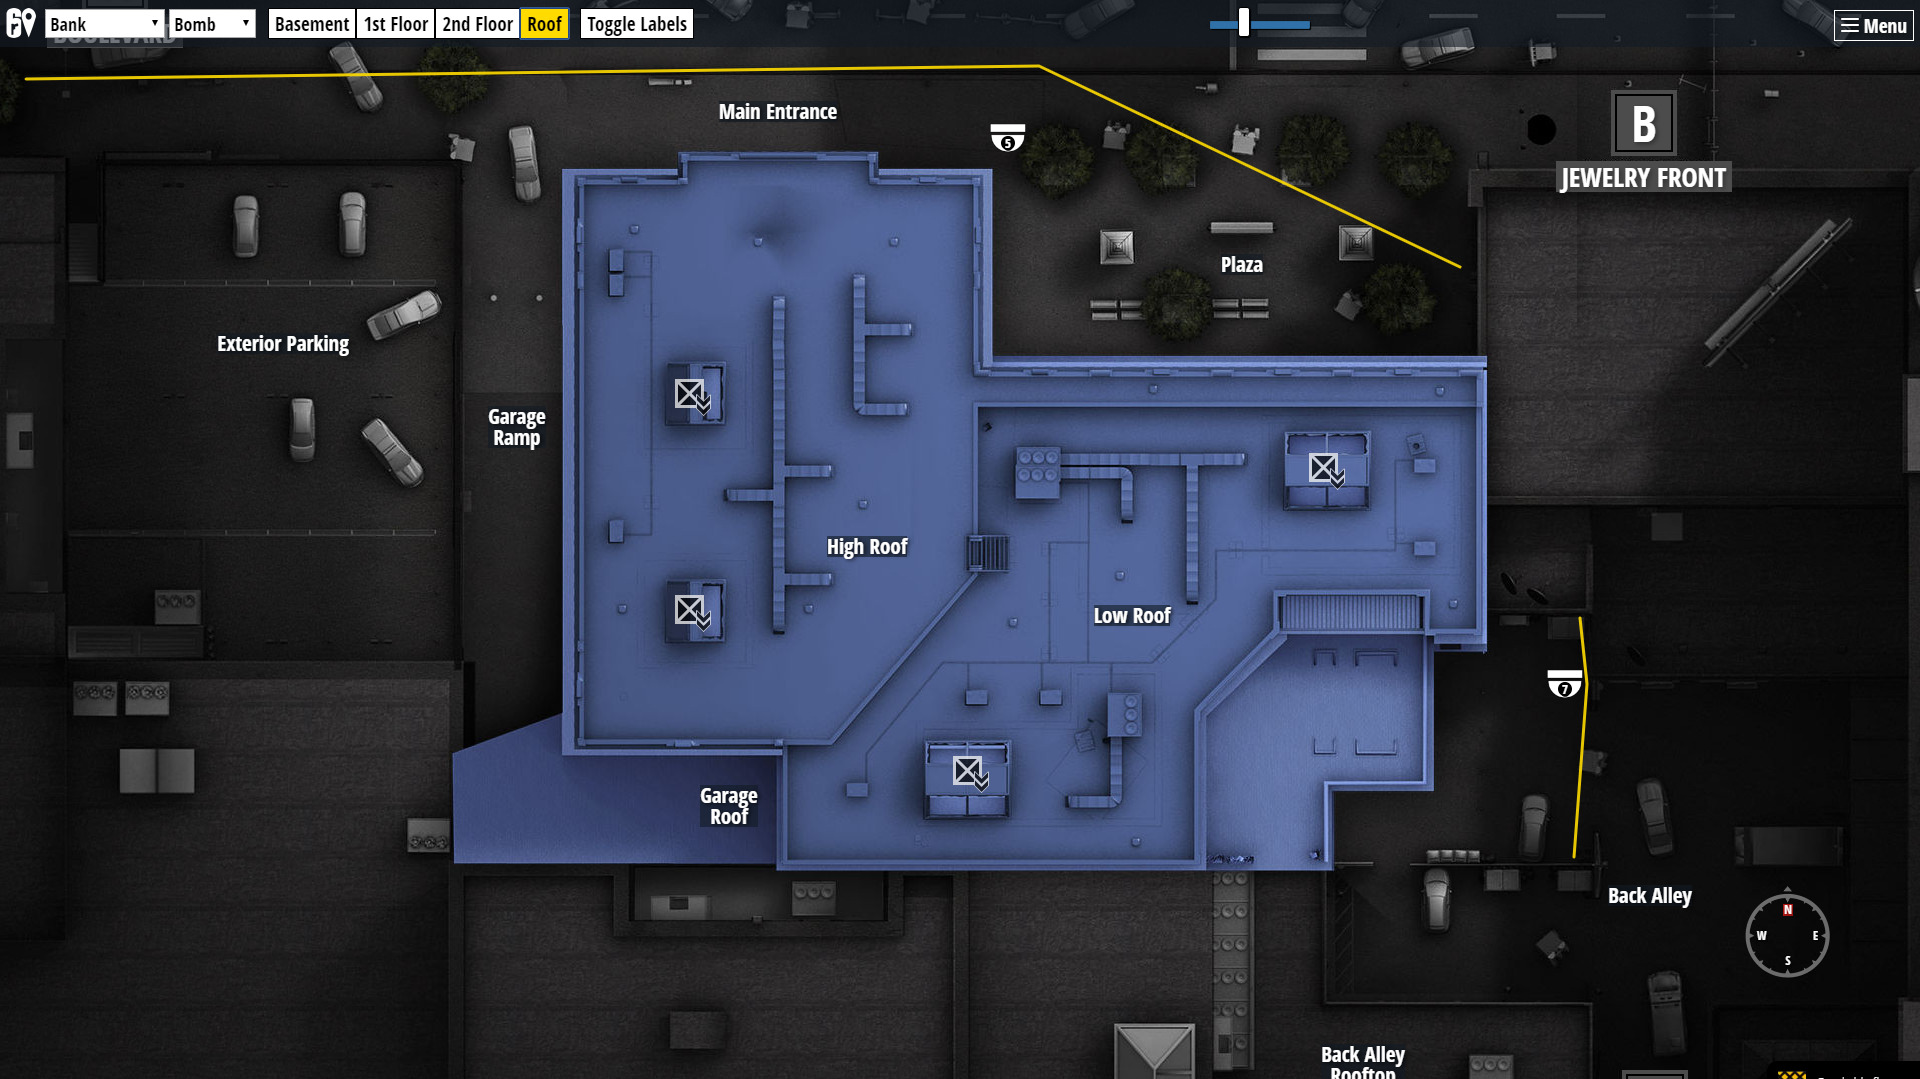 Bank
Bomb
Basement
1st Floor
2nd Floor
Roof
Toggle Labels
Menu
BOULEVARD
Main Entrance
5
B
JEWELRY FRONT
Plaza
Exterior Parking
Garage
Ramp
High Roof
Low Roof
7
Garage
Roof
Back Alley
N
W
E
S
Back Alley
Rooftop